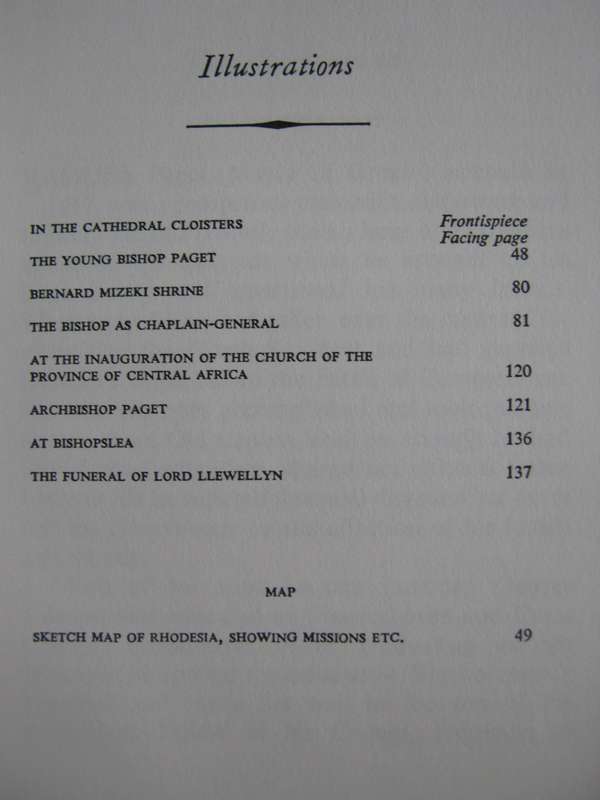 Illustrations
IN THE CATHEDRAL CLOISTERS Frontispiece
Facing page
THE YOUNG BISHOP PAGET 48
BERNARD MIZEKI SHRINE 80
THE BISHOP AS CHAPLAIN-GENERAL 81
AT THE INAUGURATION OF THE CHURCH OF THE
PROVINCE OF CENTRAL AFRICA 120
ARCHBISHOP PAGET 121
AT BISHOPSLEA 136
THE FUNERAL OF LORD LLEWELLYN 137
MAP
SKETCH MAP OF RHODESIA, SHOWING MISSIONS ETC. 49